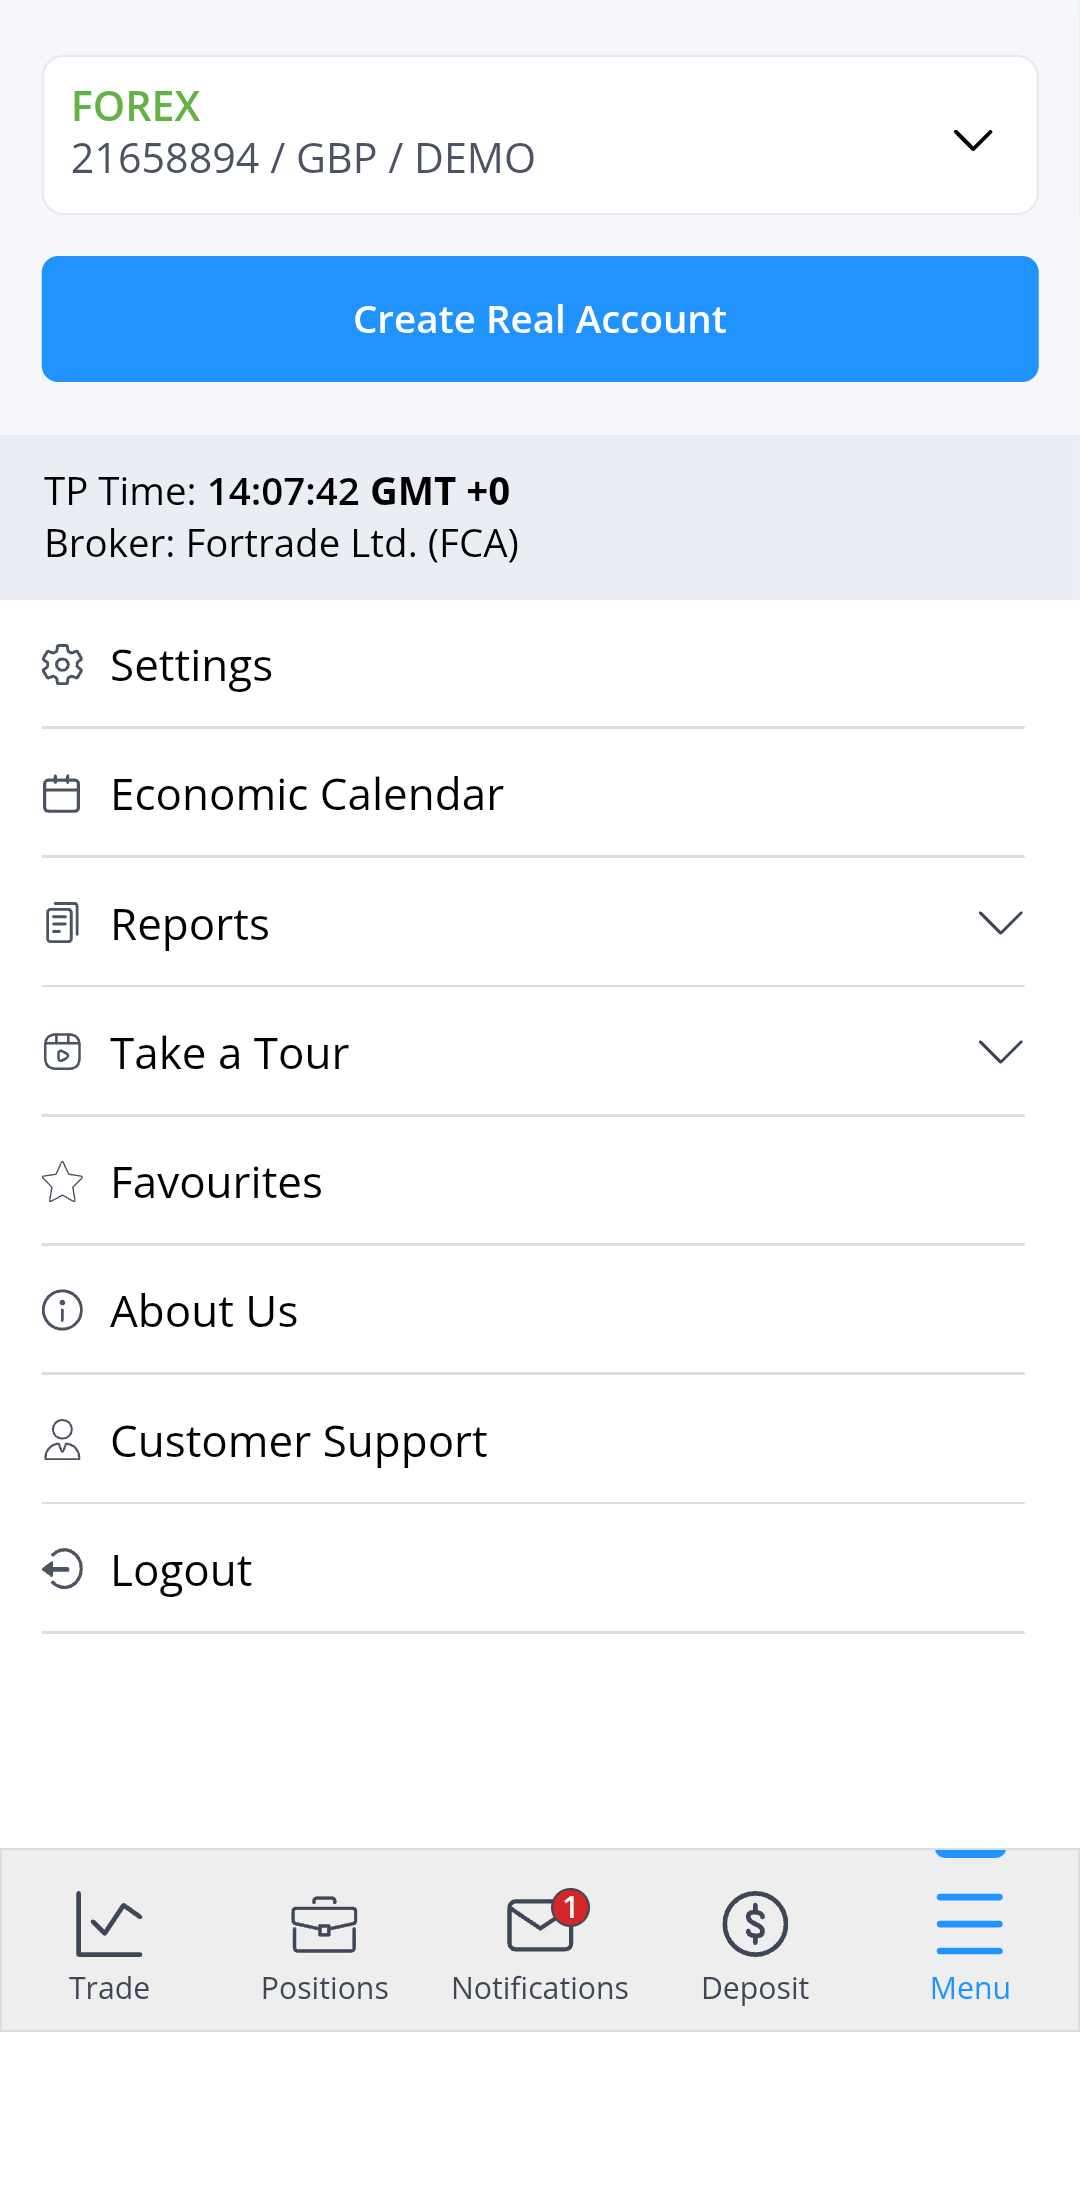 FOREX
21658894 / GBP / DEMO
Create Real Account
TP Time: 14:07:42 GMT +0
Broker: Fortrade Ltd. (FCA)
Settings
Economic Calendar
Reports
Take a Tour
Favourites
About Us
Customer Support
Logout
1
Trade Positions Notifications Deposit Menu